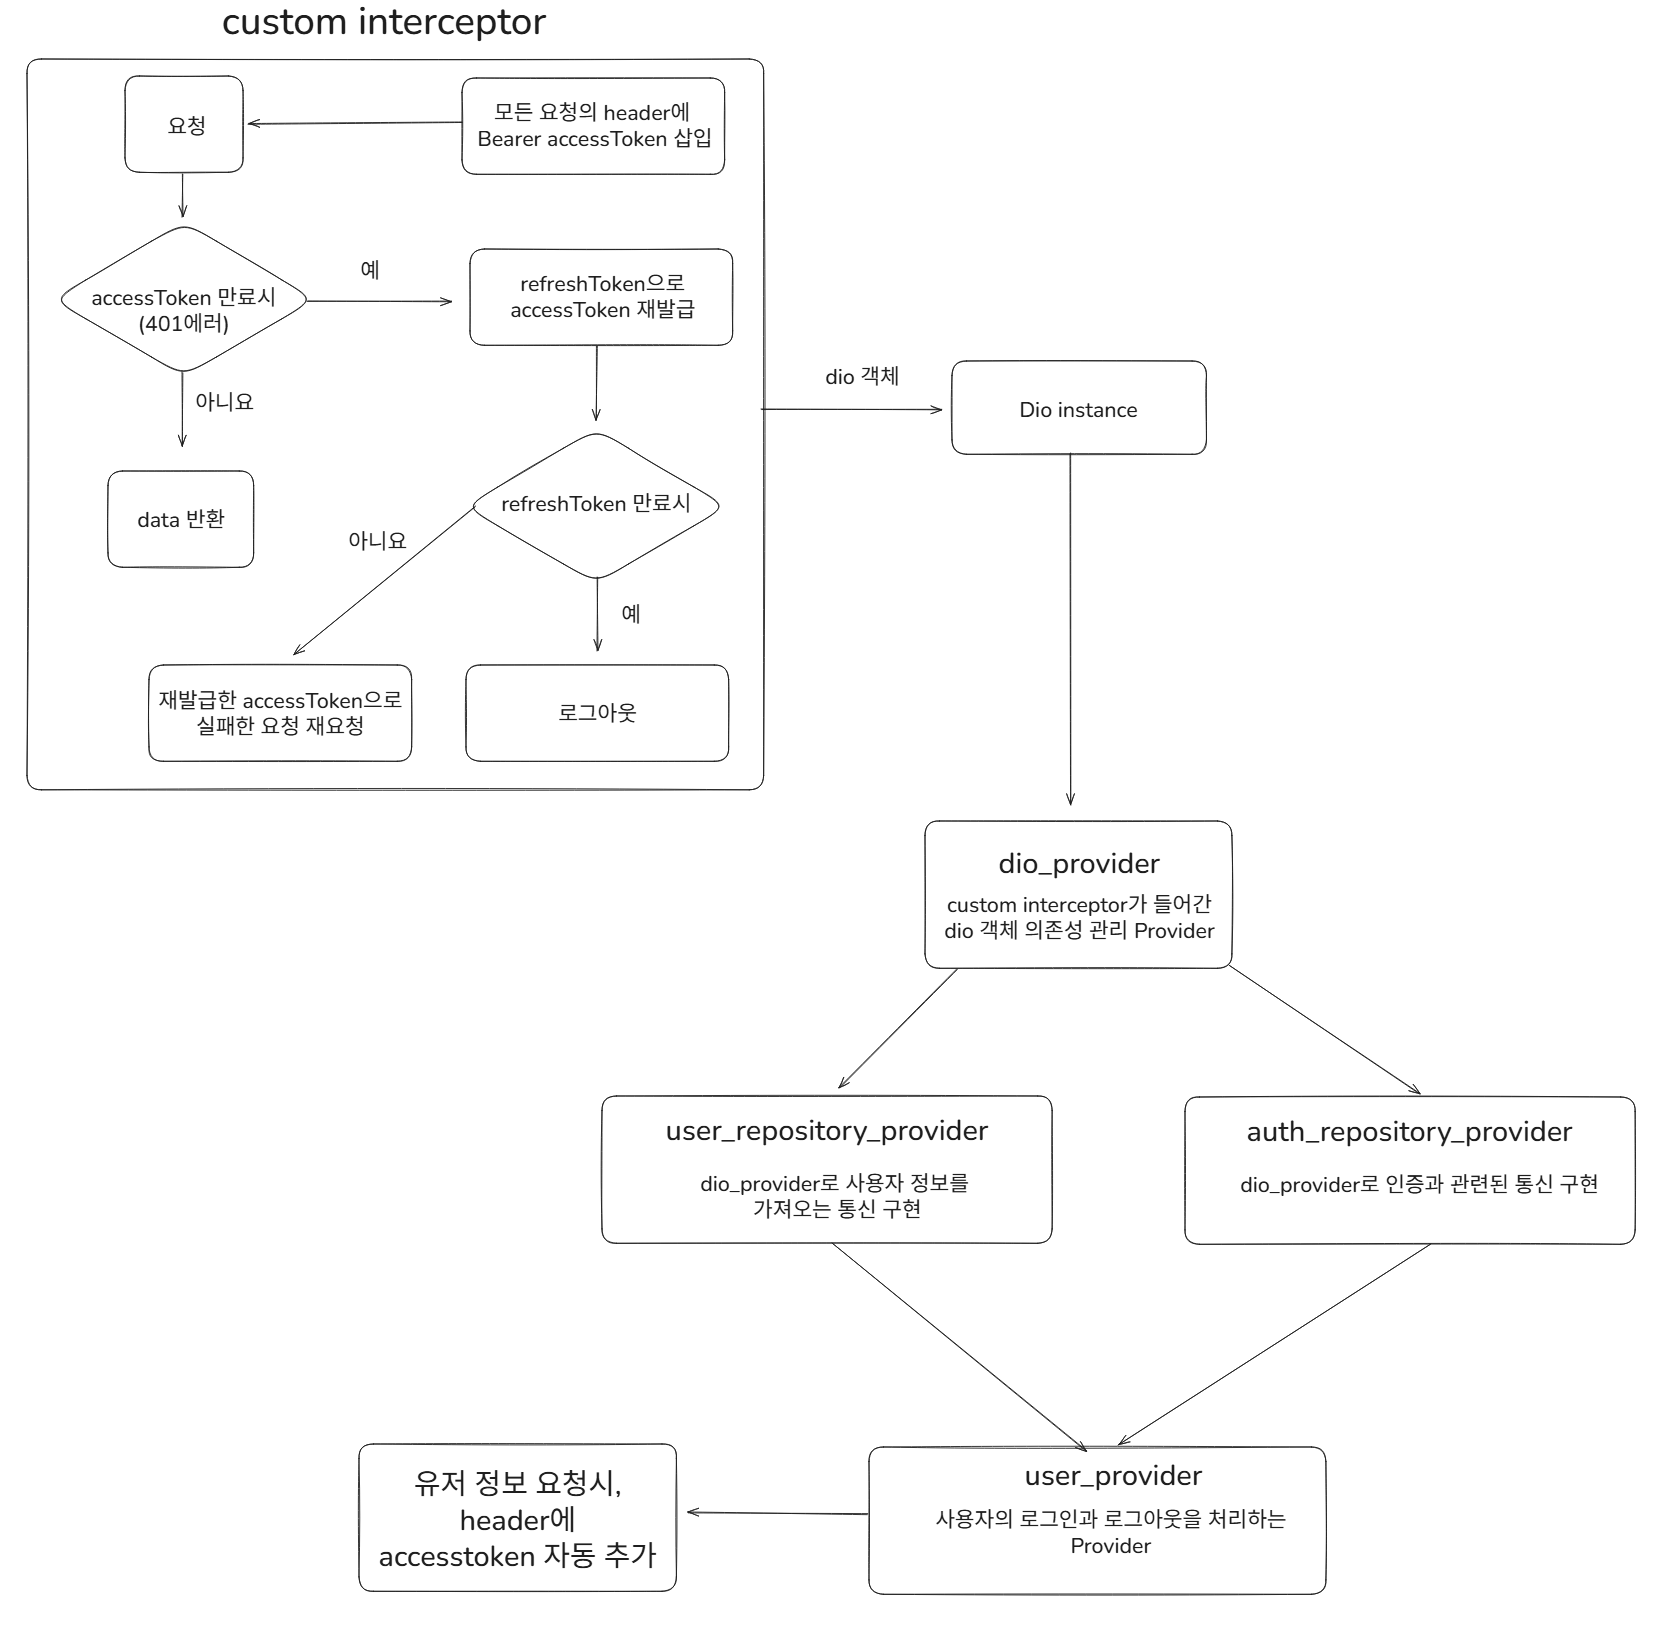 custom interceptor
요청
모든 요청의 header에
Bearer accessToken 삽입
accessToken 만료시
(401에러)
예
refreshToken으로
accessToken 재발급
아니요
data 반환
refreshToken 만료시
아니요
예
재발급한 accessToken으로
실패한 요청 재요청
로그아웃
dio 객체
Dio instance
dio_provider
custom interceptor가 들어간
dio 객체 의존성 관리 Provider
user_repository_provider
dio_provider로 사용자 정보를
가져오는 통신 구현
auth_repository_provider
dio_provider로 인증과 관련된 통신 구현
user_provider
사용자의 로그인과 로그아웃을 처리하는
Provider
유저 정보 요청시,
header에
accesstoken 자동 추가